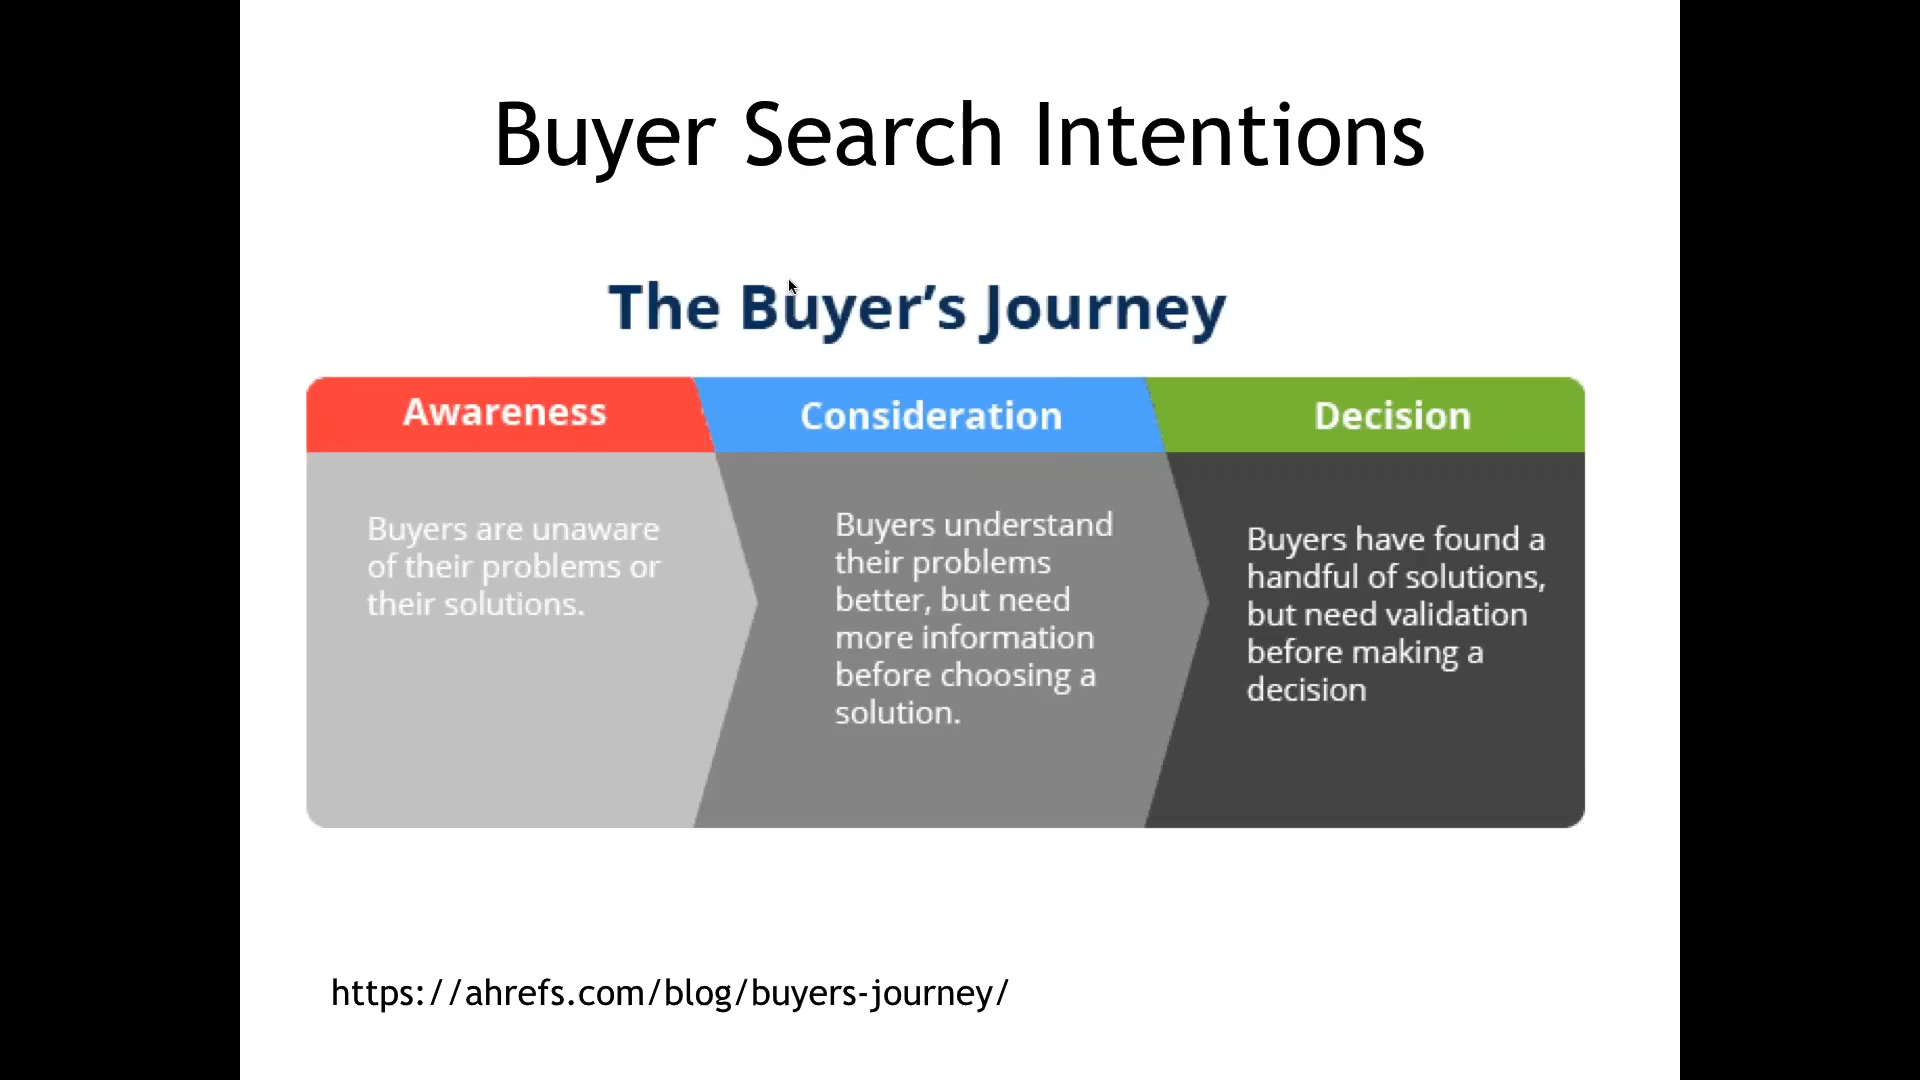 Buyer Search Intentions
The Buyer’s Journey
Awareness
Consideration
Decision
Buyers are unaware
of their problems or
their solutions.
Buyers understand
their problems
better, but need
more information
before choosing a
solution.
Buyers have found a
handful of solutions,
but need validation
before making a
decision
https://ahrefs.com/blog/buyers-journey/